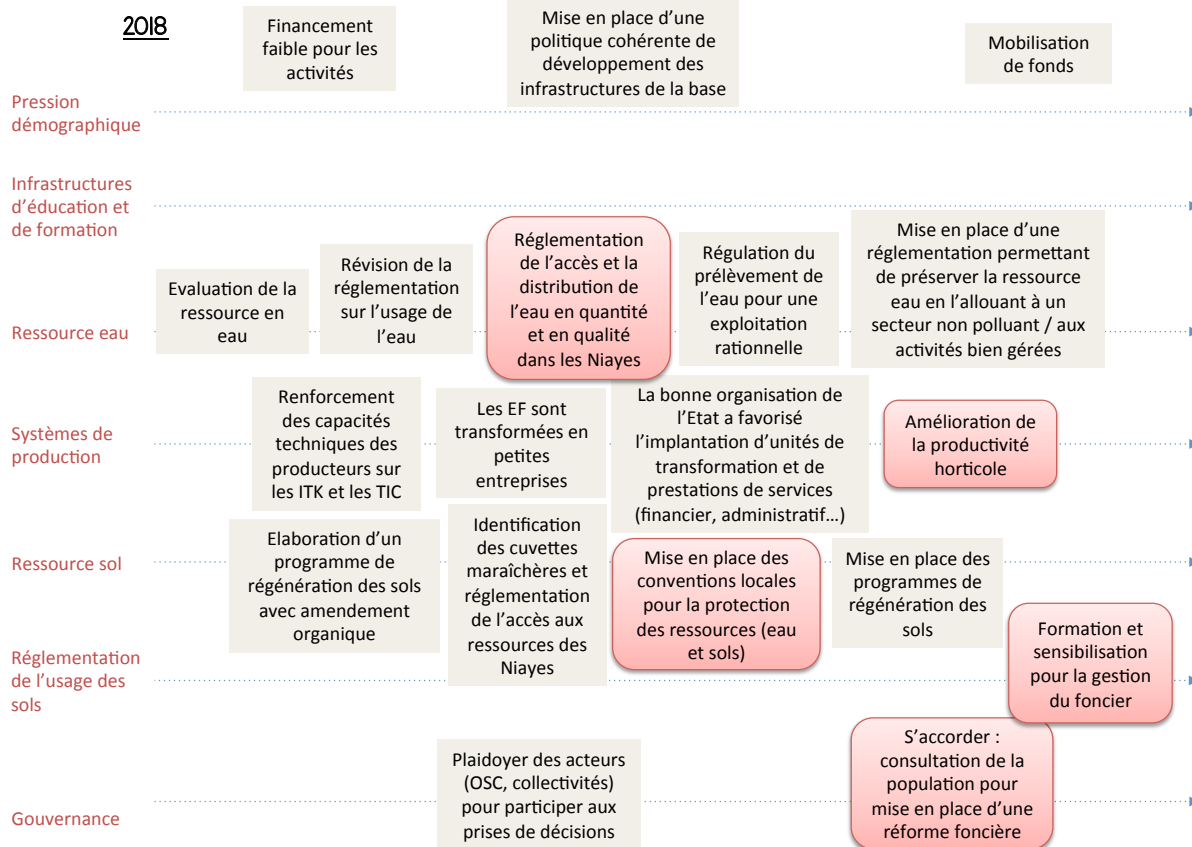 2018
Financement
faible pour les
activités
Mise en place d’une
politique cohérente de
développement des
infrastructures de la base
Mobilisation
de fonds
Pression
démographique
Infrastructures
d’éducation et
de formation
Ressource eau
Evaluation de la
ressource en
eau
Révision de la
réglementation
sur l’usage de
l’eau
Réglementation
de l’accès et la
distribution de
l’eau en quantité
et en qualité
dans les Niayes
Régulation du
prélèvement de
l’eau pour une
exploitation
rationnelle
Mise en place d’une
réglementation permettant
de préserver la ressource
eau en l’allouant à un
secteur non polluant / aux
activités bien gérées
Systèmes de
production
Renforcement
des capacités
techniques des
producteurs sur
les ITK et les TIC
Les EF sont
transformées en
petites
entreprises
La bonne organisation de
l’Etat a favorisé
l’implantation d’unités de
transformation et de
prestations de services
(financier, administratif…)
Amélioration de
la productivité
horticole
Ressource sol
Elaboration d’un
programme de
régénération des sols
avec amendement
organique
Identification
des cuvettes
maraîchères et
réglementation
de l’accès aux
ressources des
Niayes
Mise en place des
conventions locales
pour la protection
des ressources (eau
et sols)
Mise en place des
programmes de
régénération des
sols
Formation et
sensibilisation
pour la gestion
du foncier
Réglementation
de l’usage des
sols
Gouvernance
Plaidoyer des acteurs
(OSC, collectivités)
pour participer aux
prises de décisions
S’accorder :
consultation de la
population pour
mise en place d’une
réforme foncière